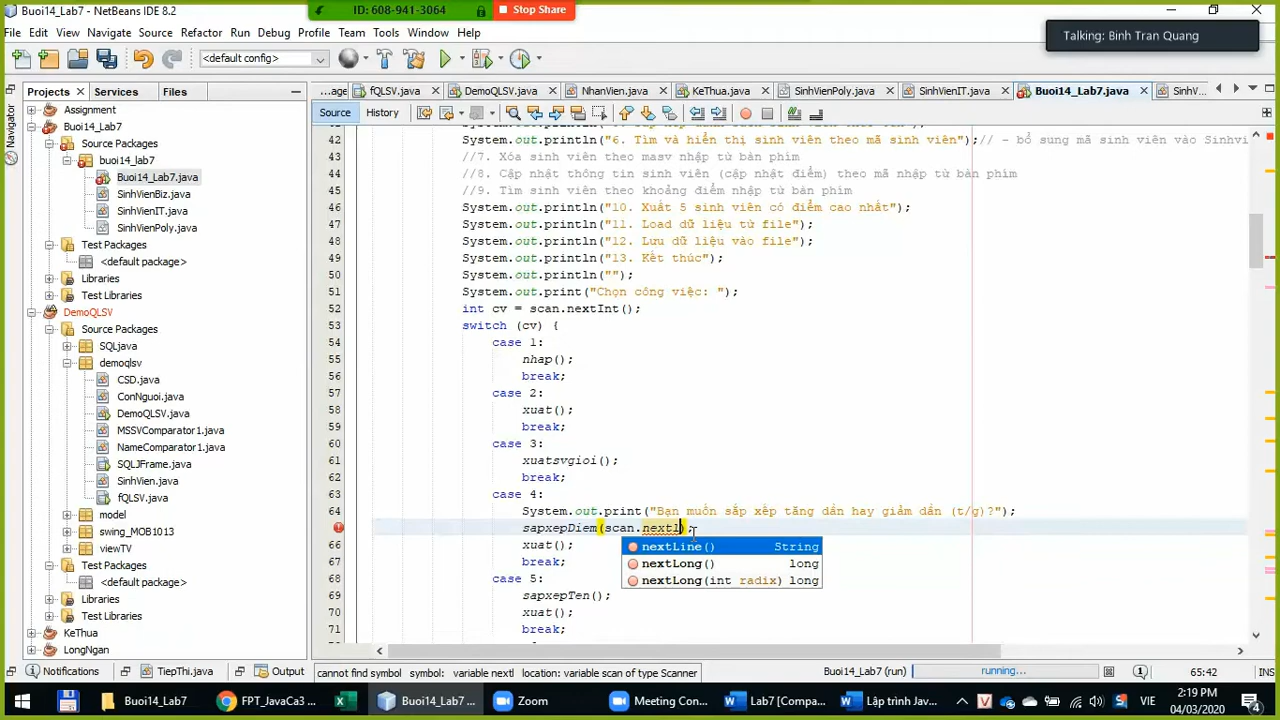 Buoi14_Lab7 - NetBeans IDE 8.2
ID: 608-941-3064
Stop Share
Talking: Binh Tran Quang
File Edit View Navigate Source Refactor Run Debug Profile Team Tools Window Help
<default config>
Projects Services Files
...age fQLSV.java DemoQLSV.java NhanVien.java KeThua.java SinhVienPoly.java SinhVienIT.java Buoi14_Lab7.java SinhV...
Source History
Navigator
Assignment
Buoi14_Lab7
Source Packages
buoi14_lab7
Buoi14_Lab7.java
SinhVienBiz.java
SinhVienIT.java
SinhVienPoly.java
Test Packages
<default package>
Libraries
Test Libraries
DemoQLSV
Source Packages
SQLjava
demoqlsv
CSD.java
ConNguoi.java
DemoQLSV.java
MSSVComparator1.java
NameComparator1.java
SQLJFrame.java
SinhVien.java
fQLSV.java
model
swing_MOB1013
viewTV
Test Packages
<default package>
Libraries
Test Libraries
KeThua
LongNgan
42 System.out.println("6. Tìm và hiển thị sinh viên theo mã sinh viên");// - bổ sung mã sinh viên vào Sinhvi
43 //7. Xóa sinh viên theo masv nhập từ bàn phím
44 //8. Cập nhật thông tin sinh viên (cập nhật điểm) theo mã nhập từ bàn phím
45 //9. Tìm sinh viên theo khoảng điểm nhập từ bàn phím
46 System.out.println("10. Xuất 5 sinh viên có điểm cao nhất");
47 System.out.println("11. Load dữ liệu từ file");
48 System.out.println("12. Lưu dữ liệu vào file");
49 System.out.println("13. Kết thúc");
50 System.out.println("");
51 System.out.print("Chọn công việc: ");
52 int cv = scan.nextInt();
53 switch (cv) {
54 case 1:
55 nhap();
56 break;
57 case 2:
58 xuat();
59 break;
60 case 3:
61 xuatsvgioi();
62 break;
63 case 4:
64 System.out.print("Bạn muốn sắp xếp tăng dần hay giảm dần (t/g)?");
sapxepDiem(scan.nextl);
66 xuat();
67 break;
68 case 5:
69 sapxepTen();
70 xuat();
71 break;
nextLine() String
nextLong() long
nextLong(int radix) long
Notifications TiepThi.java Output
cannot find symbol symbol: variable nextl location: variable scan of type Scanner
Buoi14_Lab7 (run) running... 65:42 INS
Buoi14_Lab7 FPT_JavaCa3 ... Buoi14_Lab7 ... Zoom Meeting Con... Lab7 [Compa... Lập trình Jav...
VIE
2:19 PM
04/03/2020
4